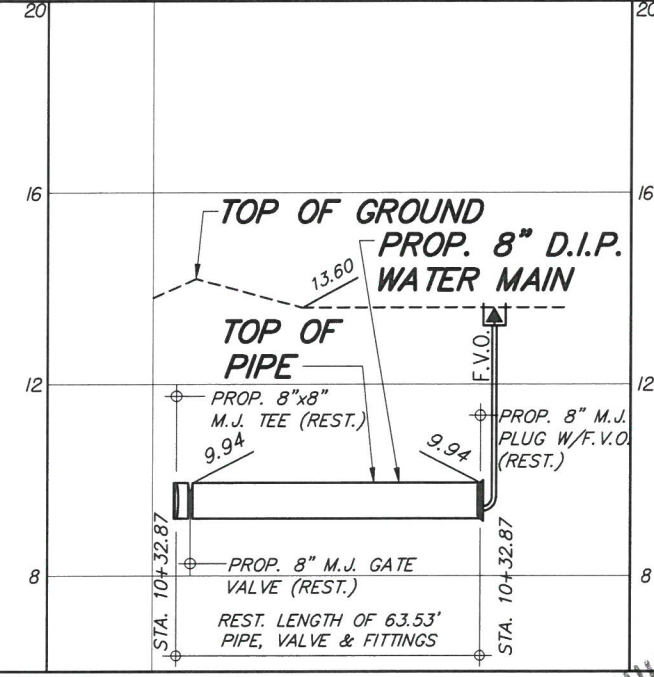 20
20
16
16
TOP OF GROUND
PROP. 8" D.I.P.
WATER MAIN
13.60
TOP OF
PIPE
F.V.O.
12
12
PROP. 8"x8"
M.J. TEE (REST.)
PROP. 8" M.J.
PLUG W/F.V.O.
(REST.)
9.94
9.94
STA. 10+32.87
STA. 10+32.87
PROP. 8" M.J. GATE
VALVE (REST.)
8
8
REST. LENGTH OF 63.53'
PIPE, VALVE & FITTINGS